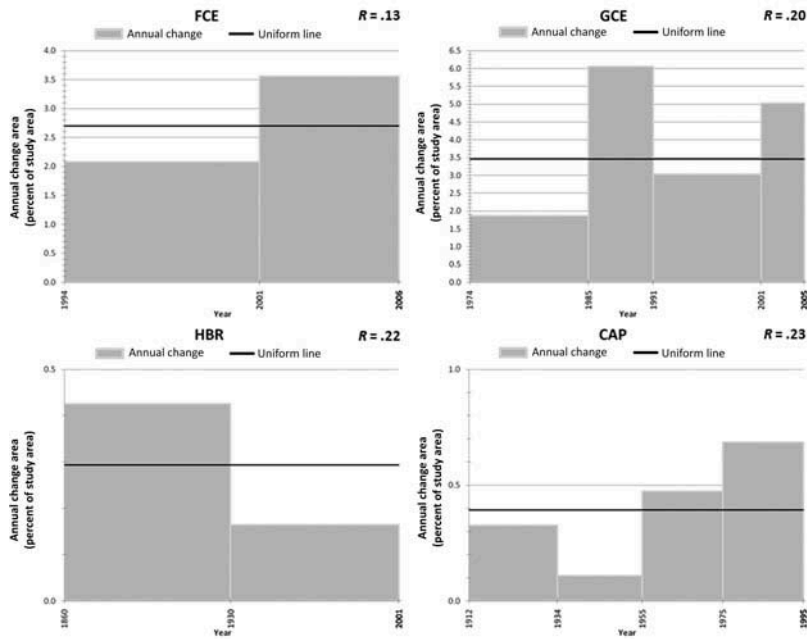 FCE
R = .13
Annual change
Uniform line
Annual change area
(percent of study area)
4.0
3.5
3.0
2.5
2.0
1.5
1.0
0.5
0.0
1994
2001
2006
Year
GCE
R = .20
Annual change
Uniform line
Annual change area
(percent of study area)
6.5
6.0
5.5
5.0
4.5
4.0
3.5
3.0
2.5
2.0
1.5
1.0
0.5
0.0
1974
1985
1991
2001
2005
Year
HBR
R = .22
Annual change
Uniform line
Annual change area
(percent of study area)
0.5
0.0
1860
1930
2001
Year
CAP
R = .23
Annual change
Uniform line
Annual change area
(percent of study area)
1.0
0.5
0.0
1912
1934
1955
1975
1995
Year